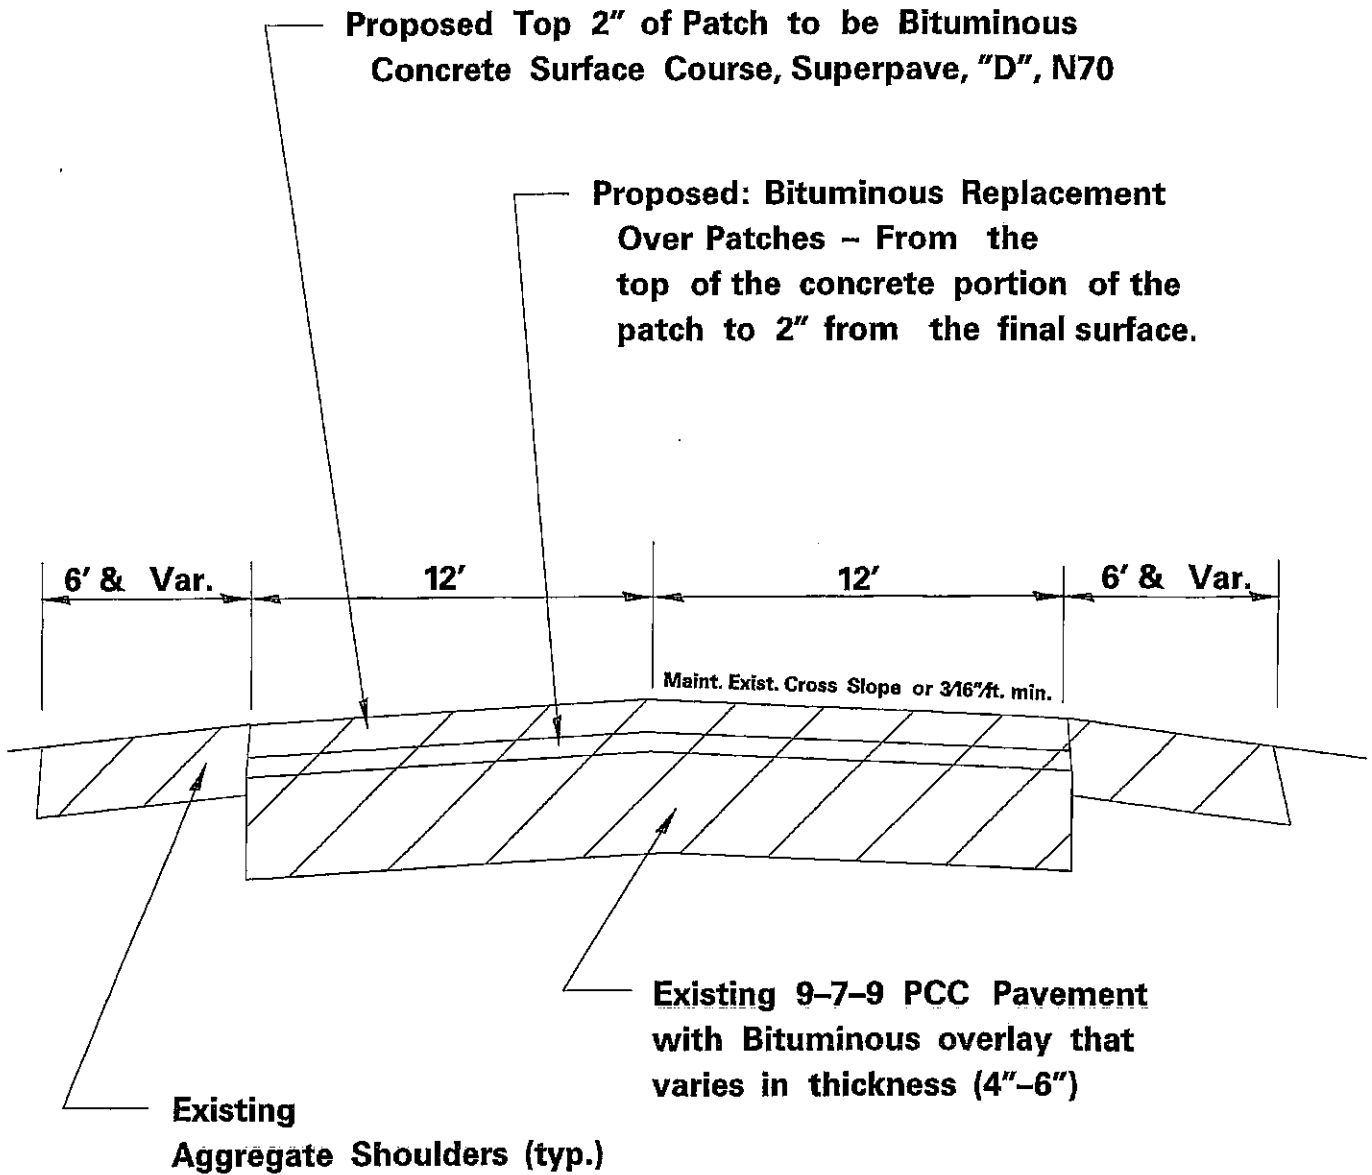 Proposed Top 2" of Patch to be Bituminous
Concrete Surface Course, Superpave, "D", N70
Proposed: Bituminous Replacement
Over Patches – From the
top of the concrete portion of the
patch to 2" from the final surface.
6' & Var.
12'
12'
6' & Var.
Maint. Exist. Cross Slope or 3/16"/ft. min.
Existing 9–7–9 PCC Pavement
with Bituminous overlay that
varies in thickness (4"–6")
Existing
Aggregate Shoulders (typ.)